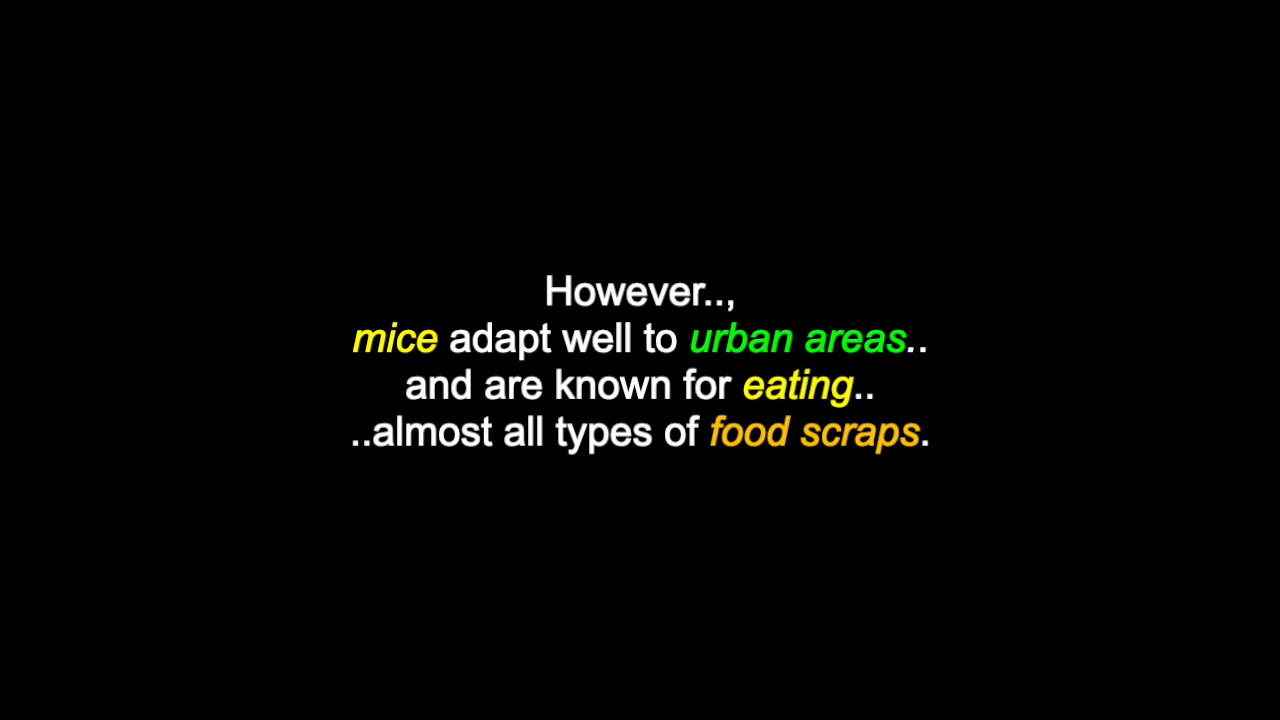 However..,
mice adapt well to urban areas..
and are known for eating..
..almost all types of food scraps.